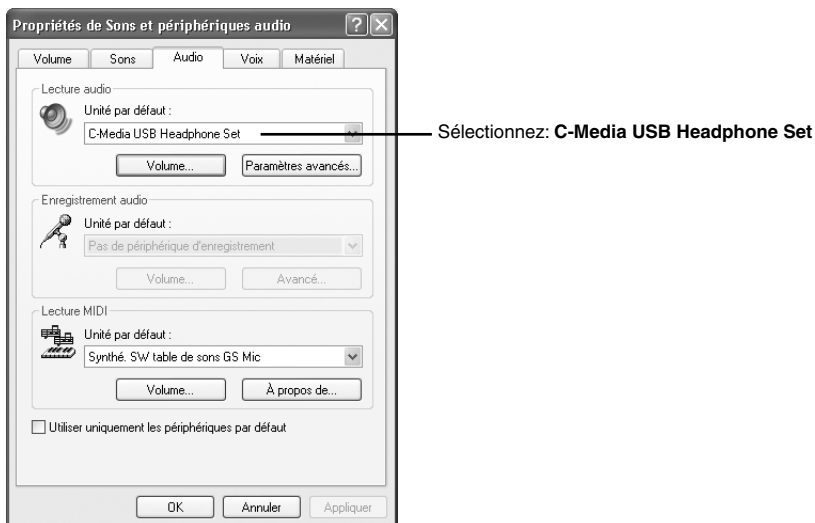 Propriétés de Sons et périphériques audio
Volume Sons Audio Voix Matériel
Lecture audio
Unité par défaut :
C-Media USB Headphone Set
Sélectionnez: C-Media USB Headphone Set
Volume... Paramètres avancés...
Enregistrement audio
Unité par défaut :
Pas de périphérique d'enregistrement
Volume... Avancé...
Lecture MIDI
Unité par défaut :
Synthé. SW table de sons GS Mic
Volume... À propos de...
Utiliser uniquement les périphériques par défaut
OK Annuler Appliquer